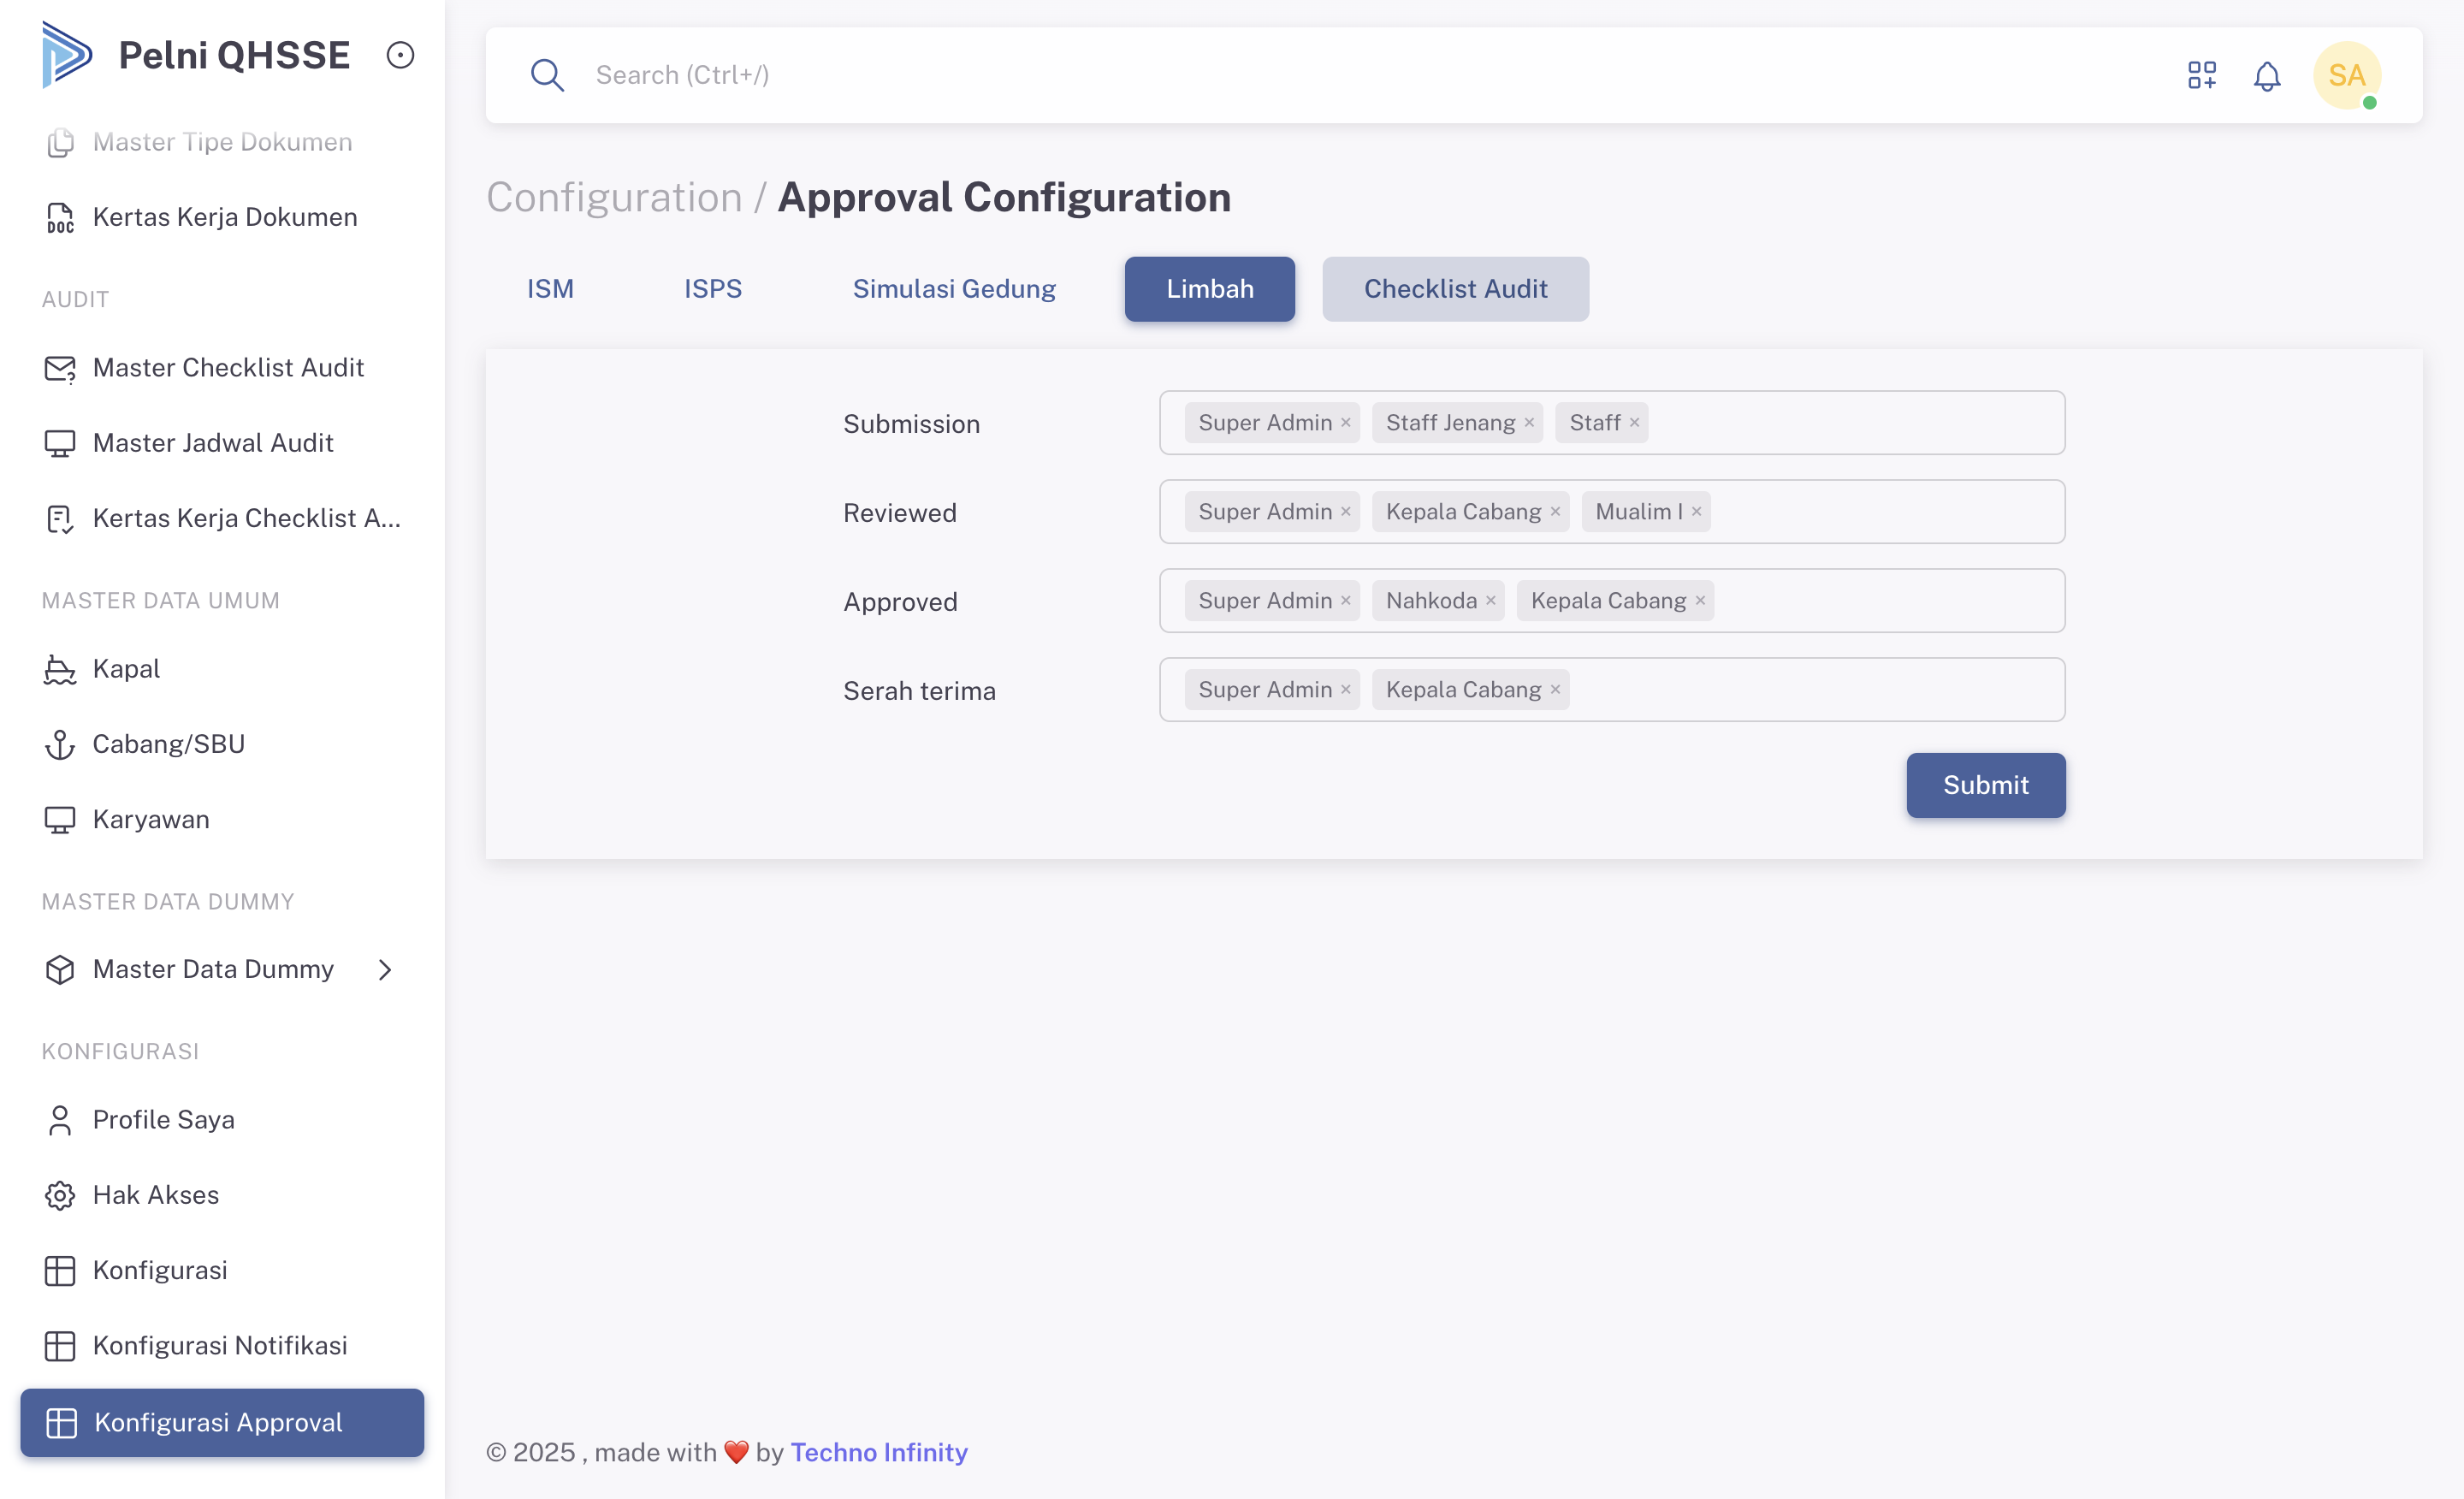 Pelni QHSSE
Master Tipe Dokumen
Kertas Kerja Dokumen
AUDIT
Master Checklist Audit
Master Jadwal Audit
Kertas Kerja Checklist A...
MASTER DATA UMUM
Kapal
Cabang/SBU
Karyawan
MASTER DATA DUMMY
Master Data Dummy
KONFIGURASI
Profile Saya
Hak Akses
Konfigurasi
Konfigurasi Notifikasi
Konfigurasi Approval
Search (Ctrl+/)
SA
Configuration / Approval Configuration
ISM ISPS Simulasi Gedung Limbah Checklist Audit
Submission Super Admin × Staff Jenang × Staff ×
Reviewed Super Admin × Kepala Cabang × Mualim I ×
Approved Super Admin × Nahkoda × Kepala Cabang ×
Serah terima Super Admin × Kepala Cabang ×
Submit
© 2025 , made with ❤️ by Techno Infinity